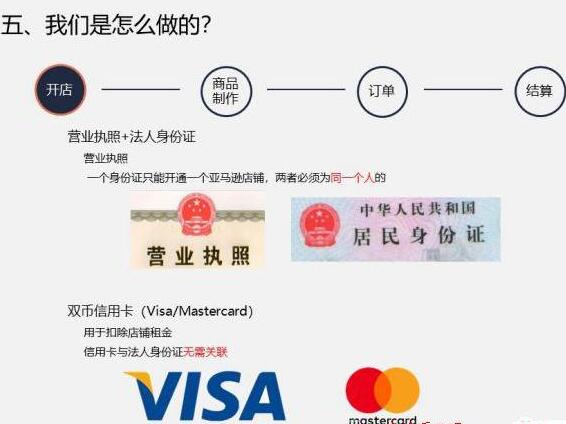 五、我们是怎么做的?
开店
商品
制作
订单
结算
营业执照+法人身份证
营业执照
一个身份证只能开通一个亚马逊店铺，两者必须为同一个人的
营业执照
中华人民共和国
居民身份证
双币信用卡（Visa/Mastercard）
用于扣除店铺租金
信用卡与法人身份证无需关联
VISA
mastercard